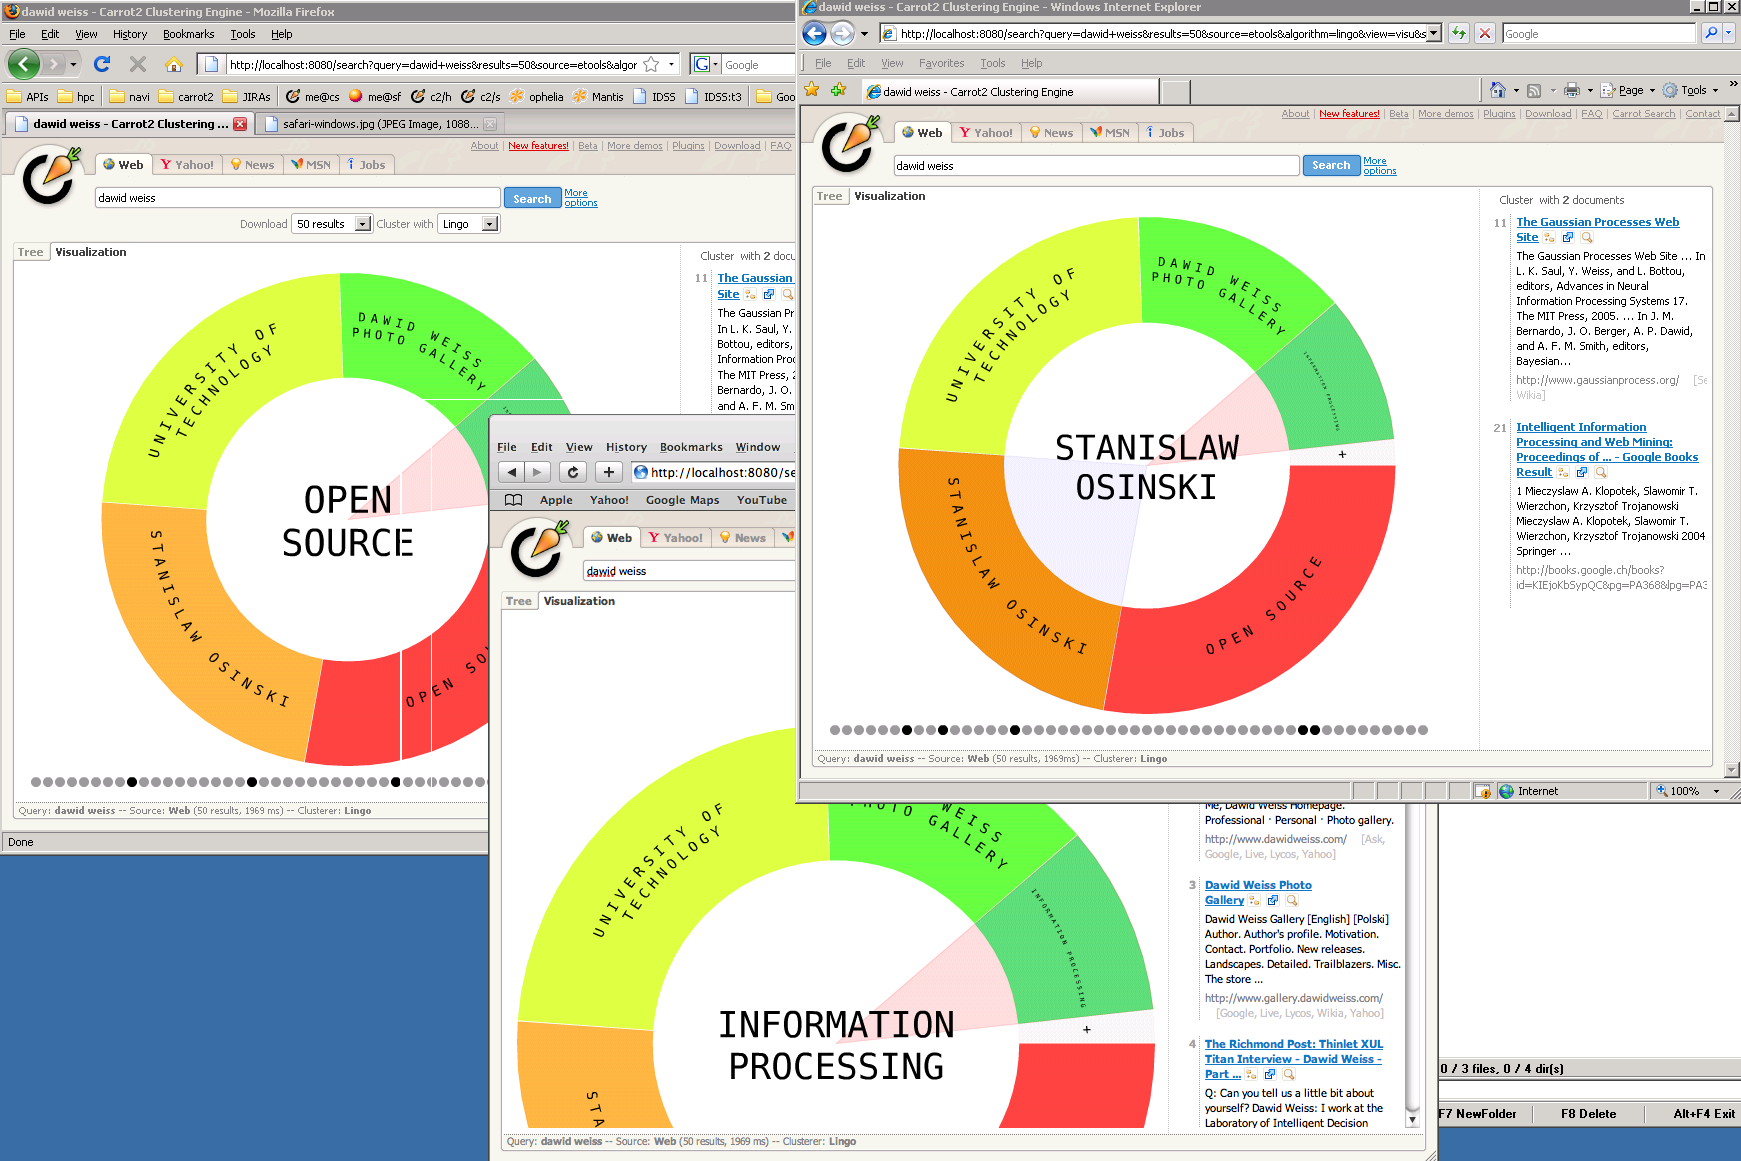 dawid weiss - Carrot2 Clustering Engine - Mozilla Firefox
File Edit View History Bookmarks Tools Help
http://localhost:8080/search?query=dawid+weiss&results=50&source=etools&algor
Google
APIs hpc navi carrot2 JIRAs me@cs me@sf c2/h c2/s ophelia Mantis IDSS IDSS:t3 Goo
dawid weiss - Carrot2 Clustering ... safari-windows.jpg (JPEG Image, 1088...
About | New features! | Beta | More demos | Plugins | Download | FAQ
Web Yahoo! News MSN Jobs
dawid weiss
Search
More
options
Download 50 results Cluster with Lingo
Tree Visualization
UNIVERSITY OF
TECHNOLOGY
DAWID WEISS
PHOTO GALLERY
OPEN
SOURCE
STANISLAW OSINSKI
OPEN SOU
Cluster with 2 docu
11 The Gaussian
Site
The Gaussian Pr
In L. K. Saul, Y.
Bottou, editors,
Information Proc
The MIT Press, 2
Bernardo, J. O.
and A. F. M. Sm
Query: dawid weiss -- Source: Web (50 results, 1969 ms) -- Clusterer: Lingo
Done
dawid weiss - Carrot2 Clustering Engine - Windows Internet Explorer
http://localhost:8080/search?query=dawid+weiss&results=50&source=etools&algorithm=lingo&view=visu&s
Google
File Edit View Favorites Tools Help
dawid weiss - Carrot2 Clustering Engine
Page Tools »
About | New features! | Beta | More demos | Plugins | Download | FAQ | Carrot Search | Contact
Web Yahoo! News MSN Jobs
dawid weiss
Search
More
options
Tree Visualization
UNIVERSITY OF
TECHNOLOGY
DAWID WEISS
PHOTO GALLERY
INFORMATION PROCESSING
+
STANISLAW
OSINSKI
STANISLAW OSINSKI
OPEN SOURCE
Cluster with 2 documents
11 The Gaussian Processes Web
Site
The Gaussian Processes Web Site ... In
L. K. Saul, Y. Weiss, and L. Bottou,
editors, Advances in Neural
Information Processing Systems 17.
The MIT Press, 2005. ... In J. M.
Bernardo, J. O. Berger, A. P. Dawid,
and A. F. M. Smith, editors,
Bayesian...
http://www.gaussianprocess.org/ [Se
Wikia]
21 Intelligent Information
Processing and Web Mining:
Proceedings of ... - Google Books
Result
1 Mieczyslaw A. Klopotek, Slawomir T.
Wierzchon, Krzysztof Trojanowski
Mieczyslaw A. Klopotek, Slawomir T.
Wierzchon, Krzysztof Trojanowski 2004
Springer ...
http://books.google.ch/books?
id=KIEjoKbSypQC&pg=PA368&lpg=PA3
Query: dawid weiss -- Source: Web (50 results, 1969ms) -- Clusterer: Lingo
Internet 100%
File Edit View History Bookmarks Window
http://localhost:8080/se
Apple Yahoo! Google Maps YouTube
Web Yahoo! News
dawid weiss
Tree Visualization
UNIVERSITY OF
TECHNOLOGY
WEISS
PHOTO GALLERY
INFORMATION PROCESSING
+
INFORMATION
PROCESSING
STA
Me, Dawid Weiss Homepage.
Professional · Personal · Photo gallery.
http://www.dawidweiss.com/ [Ask,
Google, Live, Lycos, Yahoo]
3 Dawid Weiss Photo
Gallery
Dawid Weiss Gallery [English] [Polski]
Author. Author's profile. Motivation.
Contact. Portfolio. New releases.
Landscapes. Detailed. Trailblazers. Misc.
The store ...
http://www.gallery.dawidweiss.com/
[Google, Live, Lycos, Wikia, Yahoo]
4 The Richmond Post: Thinlet XUL
Titan Interview - Dawid Weiss -
Part ...
Q: Can you tell us a little bit about
yourself? Dawid Weiss: I work at the
Laboratory of Intelligent Decision
Query: dawid weiss -- Source: Web (50 results, 1969 ms) -- Clusterer: Lingo
0 / 3 files, 0 / 4 dir(s)
F7 NewFolder F8 Delete Alt+F4 Exit